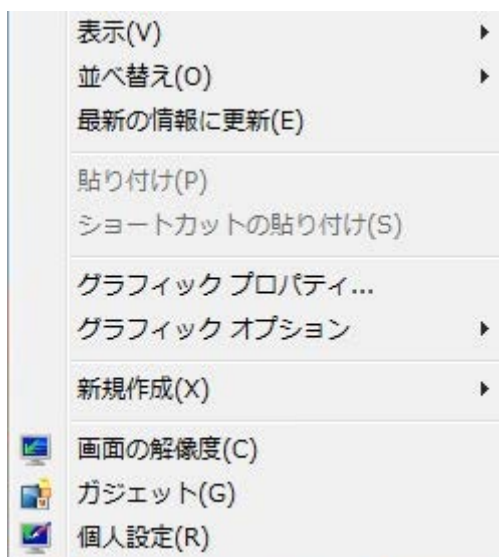 表示(V)
並べ替え(O)
最新の情報に更新(E)
貼り付け(P)
ショートカットの貼り付け(S)
グラフィック プロパティ...
グラフィック オプション
新規作成(X)
画面の解像度(C)
ガジェット(G)
個人設定(R)